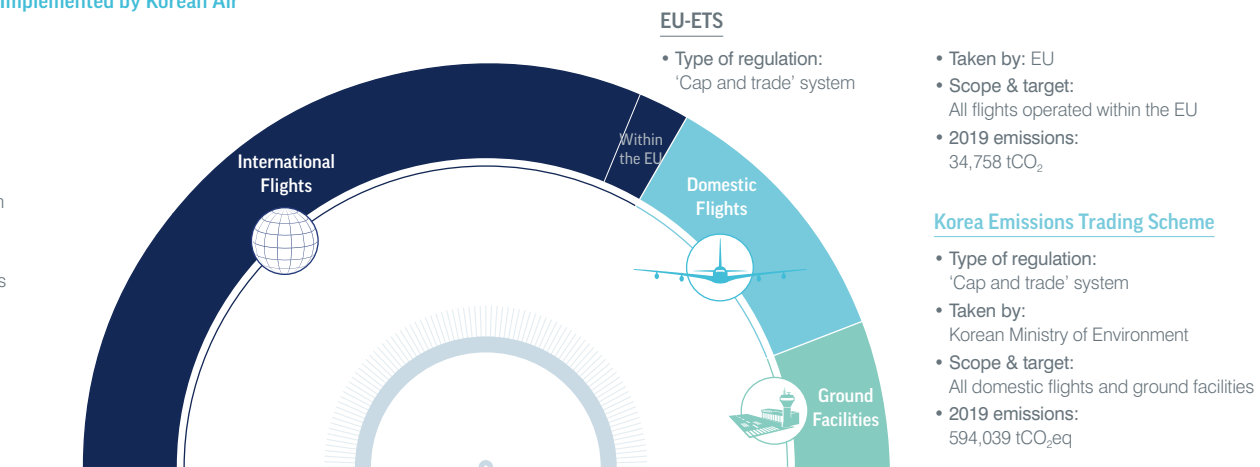 Implemented by Korean Air
EU-ETS
• Type of regulation:
‘Cap and trade’ system
• Taken by: EU
• Scope & target:
All flights operated within the EU
• 2019 emissions:
34,758 tCO₂
International
Flights
Within
the EU
Domestic
Flights
Ground
Facilities
Korea Emissions Trading Scheme
• Type of regulation:
‘Cap and trade’ system
• Taken by:
Korean Ministry of Environment
• Scope & target:
All domestic flights and ground facilities
• 2019 emissions:
594,039 tCO₂eq